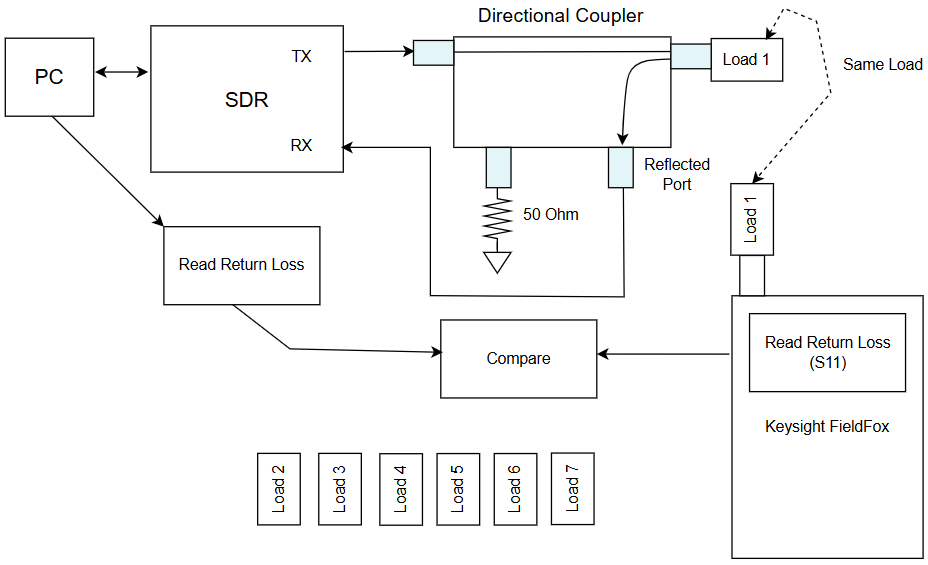 Directional Coupler
PC
SDR
TX
RX
Load 1
Same Load
Reflected
Port
50 Ohm
Load 1
Read Return Loss
Compare
Read Return Loss
(S11)
Keysight FieldFox
Load 2
Load 3
Load 4
Load 5
Load 6
Load 7